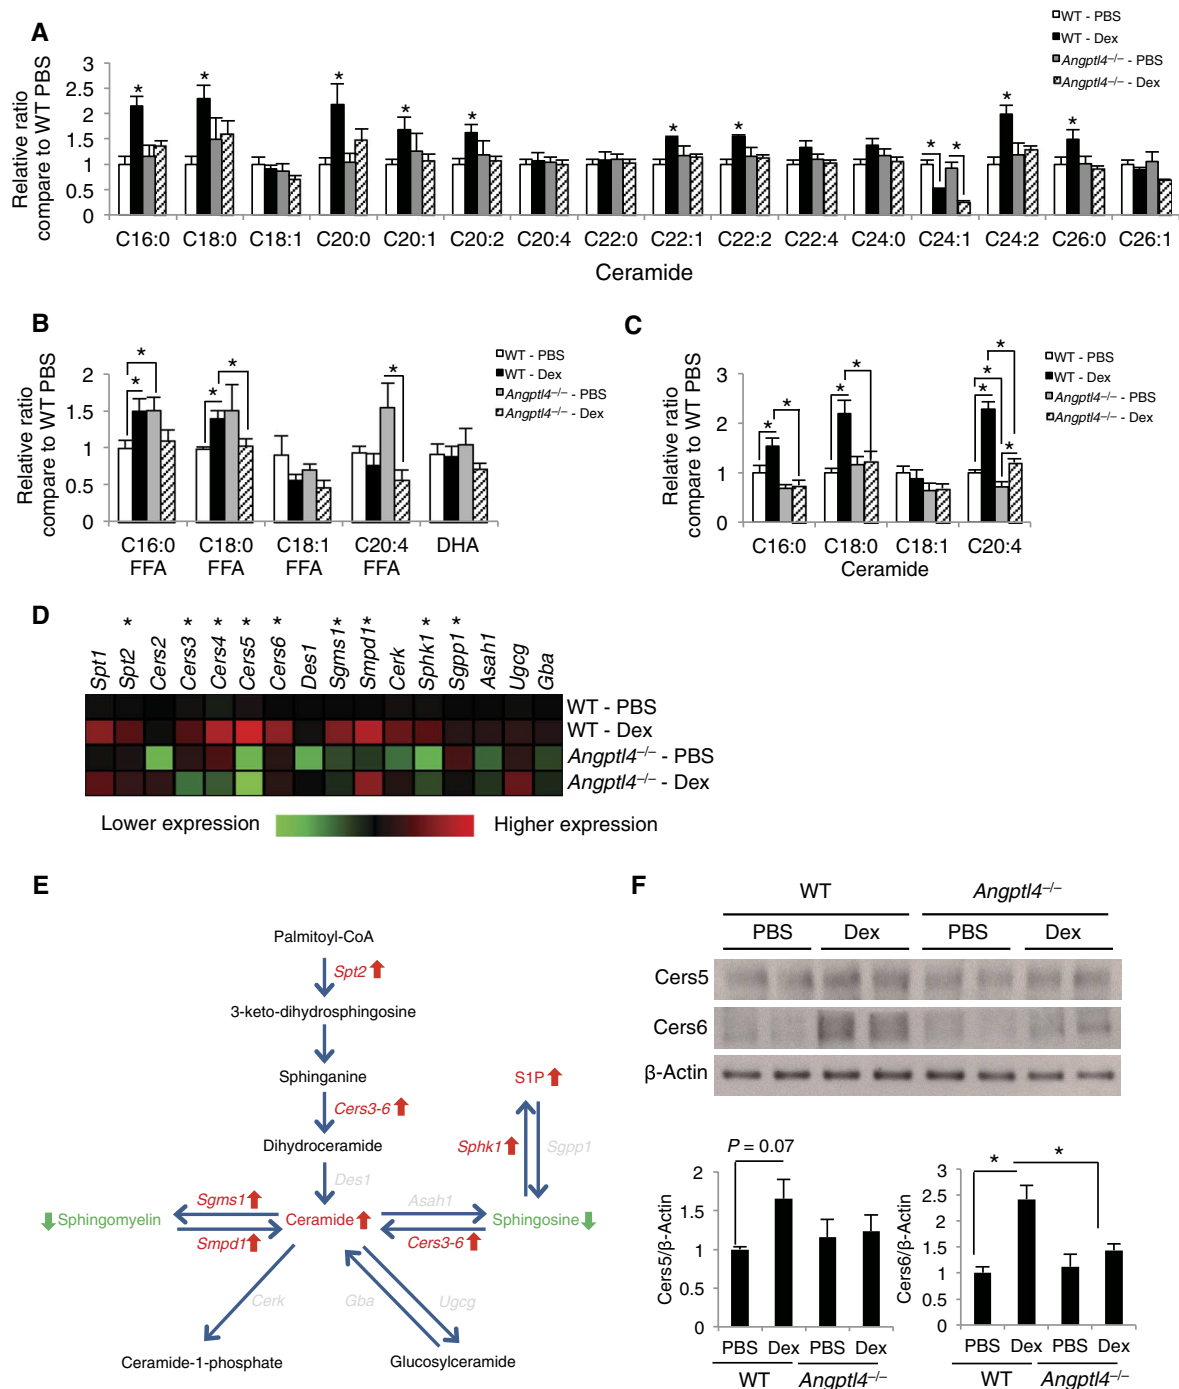 A
Relative ratio
compare to WT PBS
3
2.5
2
1.5
1
0.5
0
* * * * * * * * * * *
WT - PBS
WT - Dex
Angptl4–/– - PBS
Angptl4–/– - Dex
C16:0 C18:0 C18:1 C20:0 C20:1 C20:2 C20:4 C22:0 C22:1 C22:2 C22:4 C24:0 C24:1 C24:2 C26:0 C26:1
Ceramide
B
Relative ratio
compare to WT PBS
2
1.5
1
0.5
0
* * * * *
WT - PBS
WT - Dex
Angptl4–/– - PBS
Angptl4–/– - Dex
C16:0 C18:0 C18:1 C20:4 DHA
FFA FFA FFA FFA
C
Relative ratio
compare to WT PBS
3
2
1
0
* * * * * * * *
WT - PBS
WT - Dex
Angptl4–/– - PBS
Angptl4–/– - Dex
C16:0 C18:0 C18:1 C20:4
Ceramide
D
* * * * * * * * *
Spt1 Spt2 Cers2 Cers3 Cers4 Cers5 Cers6 Des1 Sgms1 Smpd1 Cerk Sphk1 Sgpp1 Asah1 Ugcg Gba
WT - PBS
WT - Dex
Angptl4–/– - PBS
Angptl4–/– - Dex
Lower expression Higher expression
E
Palmitoyl-CoA
Spt2
3-keto-dihydrosphingosine
Sphinganine
S1P
Cers3-6
Dihydroceramide
Sphk1 Sgpp1
Des1
Sgms1 Asah1
Sphingomyelin Ceramide Sphingosine
Smpd1 Cers3-6
Cerk Gba Ugcg
Ceramide-1-phosphate Glucosylceramide
F
WT Angptl4–/–
PBS Dex PBS Dex
Cers5
Cers6
β-Actin
P = 0.07
Cers5/β-Actin
2
1.5
1
0.5
0
PBS Dex PBS Dex
WT Angptl4–/–
* *
Cers6/β-Actin
3
2.5
2
1.5
1
0.5
0
PBS Dex PBS Dex
WT Angptl4–/–